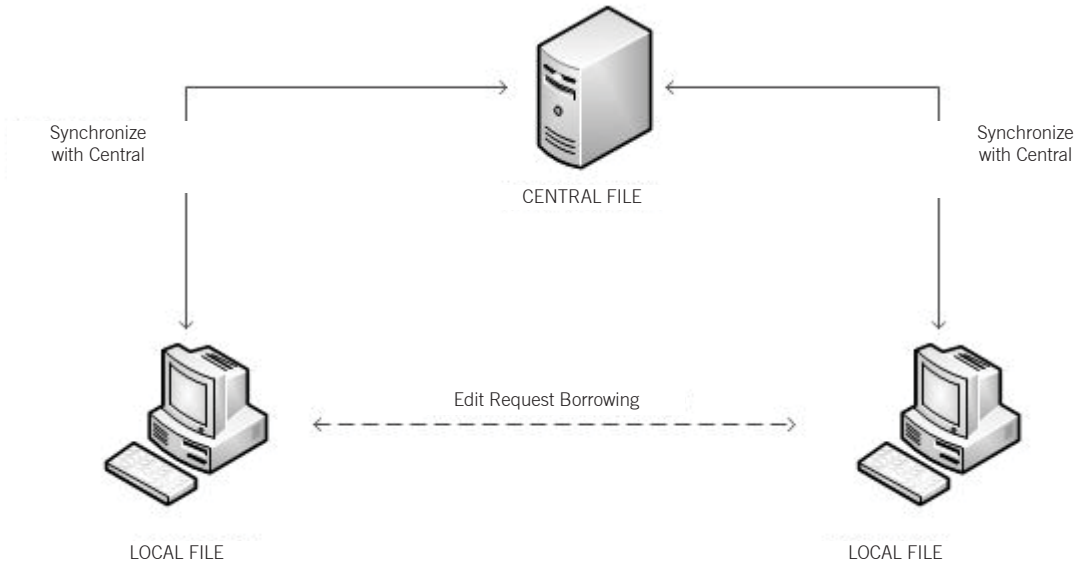 Synchronize
with Central
Synchronize
with Central
CENTRAL FILE
Edit Request Borrowing
LOCAL FILE
LOCAL FILE